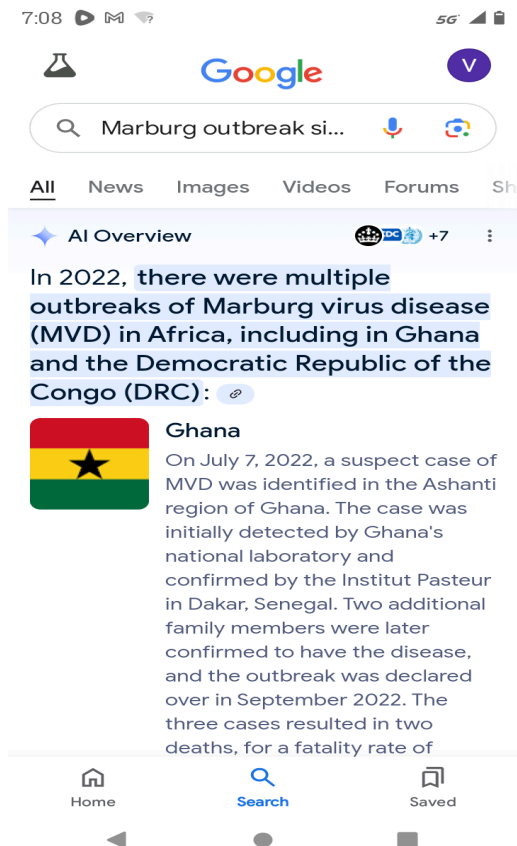 7:08
5G
Google
V
Marburg outbreak si...
All News Images Videos Forums Sh
AI Overview
+7
In 2022, there were multiple
outbreaks of Marburg virus disease
(MVD) in Africa, including in Ghana
and the Democratic Republic of the
Congo (DRC):
Ghana
On July 7, 2022, a suspect case of
MVD was identified in the Ashanti
region of Ghana. The case was
initially detected by Ghana's
national laboratory and
confirmed by the Institut Pasteur
in Dakar, Senegal. Two additional
family members were later
confirmed to have the disease,
and the outbreak was declared
over in September 2022. The
three cases resulted in two
deaths, for a fatality rate of
Home Search Saved